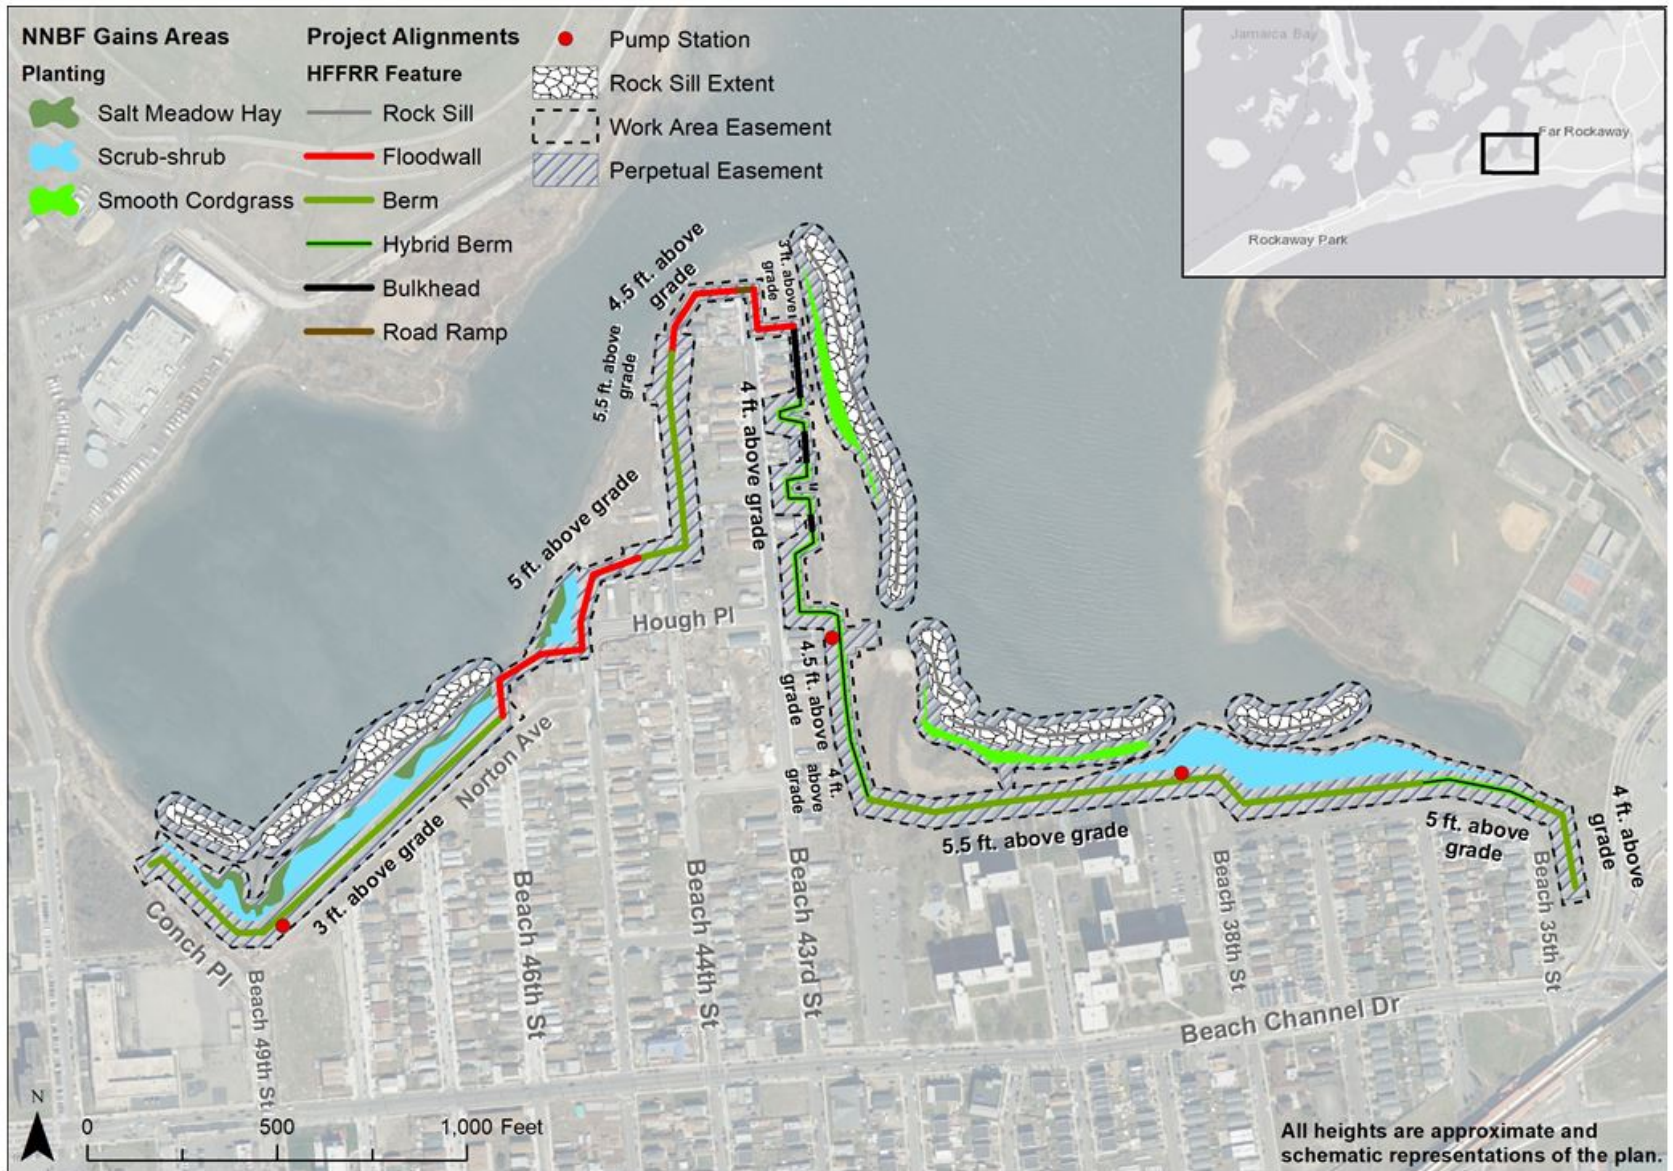 NNBF Gains Areas
Planting
Salt Meadow Hay
Scrub-shrub
Smooth Cordgrass
Project Alignments
HFFRR Feature
Rock Sill
Floodwall
Berm
Hybrid Berm
Bulkhead
Road Ramp
Pump Station
Rock Sill Extent
Work Area Easement
Perpetual Easement
Jamaica Bay
Far Rockaway
Rockaway Park
4.5 ft. above
grade
3 ft. above
grade
5.5 ft. above
grade
4 ft. above grade
5 ft. above grade
Hough Pl
4.5 ft. above
grade
4 ft.
above
grade
Norton Ave
3 ft. above grade
Conch Pl
5.5 ft. above grade
5 ft. above
grade
4 ft. above
grade
Beach 49th St
Beach 46th St
Beach 44th St
Beach 43rd St
Beach 38th St
Beach 35th St
Beach Channel Dr
N
0 500 1,000 Feet
All heights are approximate and
schematic representations of the plan.